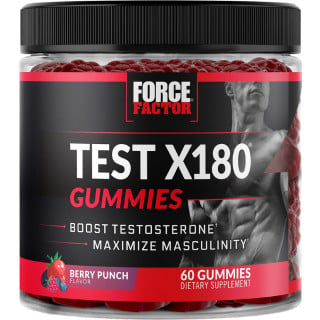 FORCE
FACTOR
TEST X180
GUMMIES
BOOST TESTOSTERONE
MAXIMIZE MASCULINITY
BERRY PUNCH
FLAVOR
60 GUMMIES
DIETARY SUPPLEMENT